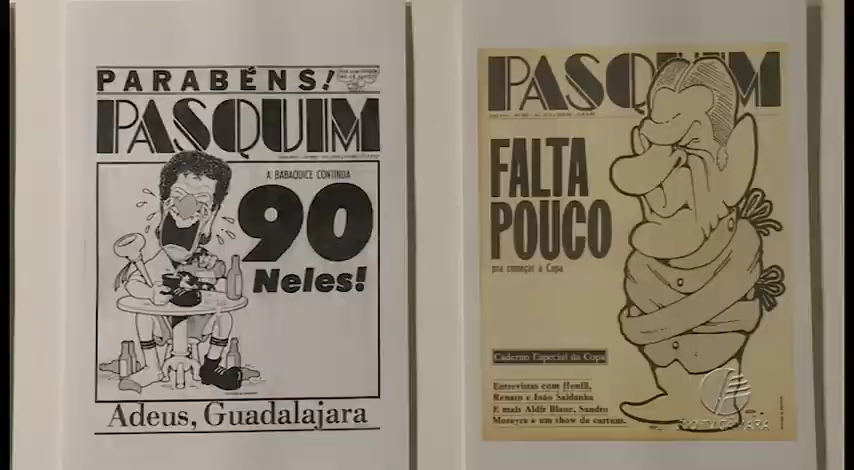 PARABÉNS!
PASQUIM
A BABAQUICE CONTINUA
90
Neles!
Adeus, Guadalajara
PASQUIM
FALTA
POUCO
pra começar a Copa
Caderno Especial da Copa
Entrevistas com Henfil,
Renato e João Saldanha
E mais Aldir Blanc, Sandro
Moreyra e um show de cartuns.